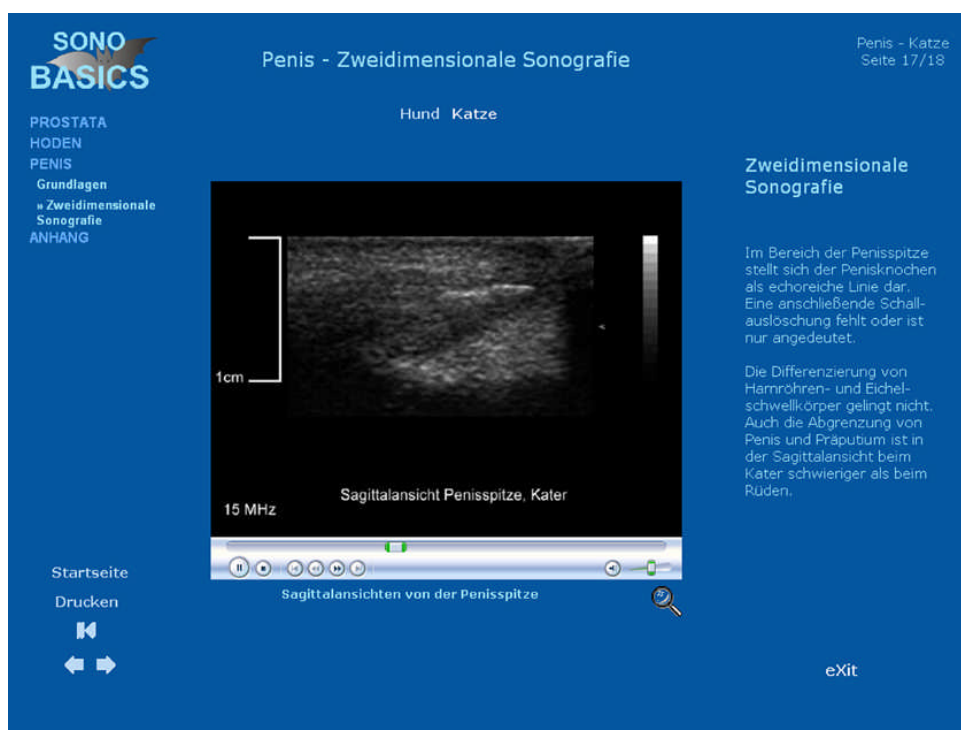 SONO
BASICS
Penis - Zweidimensionale Sonografie
Penis - Katze
Seite 17/18
Hund Katze
PROSTATA
HODEN
PENIS
Grundlagen
» Zweidimensionale
Sonografie
ANHANG
1cm
15 MHz
Sagittalansicht Penisspitze, Kater
Sagittalansichten von der Penisspitze
Zweidimensionale
Sonografie
Im Bereich der Penisspitze
stellt sich der Penisknochen
als echoreiche Linie dar.
Eine anschließende Schall-
auslöschung fehlt oder ist
nur angedeutet.
Die Differenzierung von
Harnröhren- und Eichel-
schwellkörper gelingt nicht.
Auch die Abgrenzung von
Penis und Präputium ist in
der Sagittalansicht beim
Kater schwieriger als beim
Rüden.
Startseite
Drucken
eXit